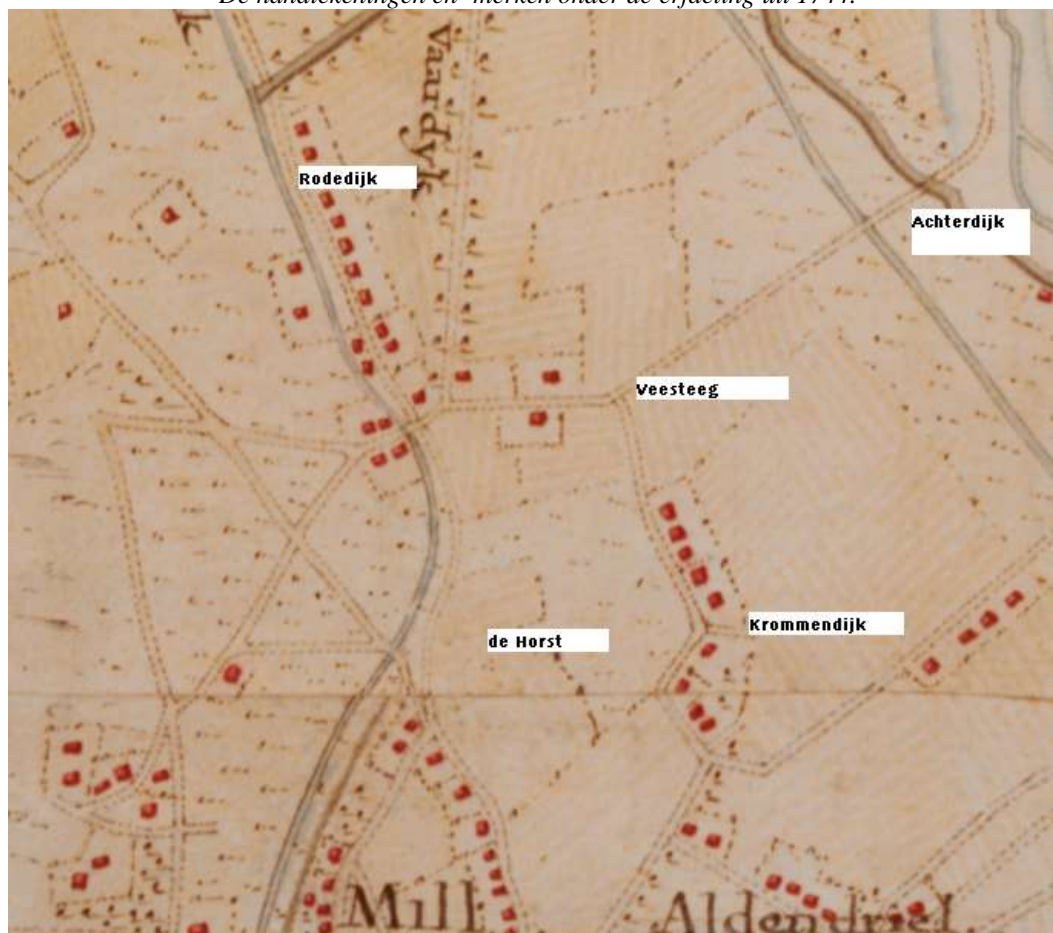 De handtekeningen en -merken onder de erfdeling uit 1744.
k.
Vaardyk
Rodedijk
Achterdijk
Veesteeg
Krommendijk
de Horst
Mill
Aldendriel